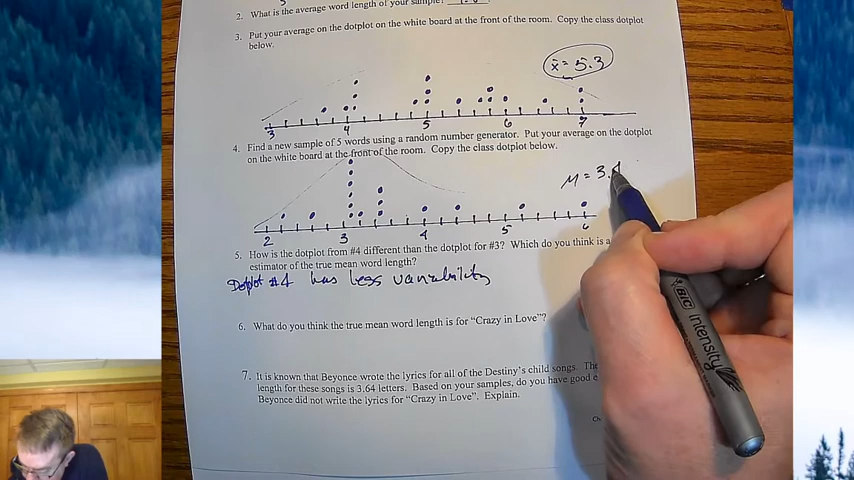 2. What is the average word length of your sample?
3. Put your average on the dotplot on the white board at the front of the room. Copy the class dotplot
below.
x̄ = 5.3
3 4 5 6 7
4. Find a new sample of 5 words using a random number generator. Put your average on the dotplot
on the white board at the front of the room. Copy the class dotplot below.
μ = 3.
2 3 4 5 6
5. How is the dotplot from #4 different than the dotplot for #3? Which do you think is a
estimator of the true mean word length?
Dotplot #4 has less variability
6. What do you think the true mean word length is for “Crazy in Love”?
7. It is known that Beyonce wrote the lyrics for all of the Destiny's child songs. The
length for these songs is 3.64 letters. Based on your samples, do you have good e
Beyonce did not write the lyrics for “Crazy in Love”. Explain.
Ch
BIC intensity